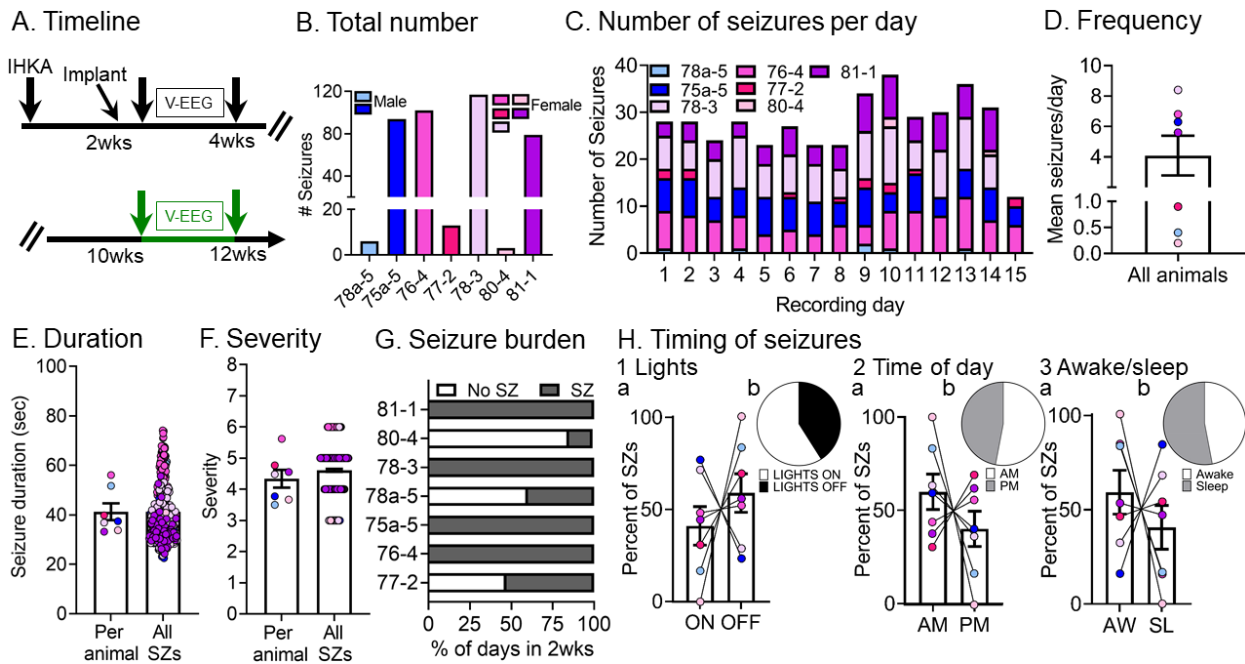 A. Timeline
IHKA
Implant
V-EEG
2wks
4wks
V-EEG
10wks
12wks
B. Total number
Male
Female
# Seizures
120
80
40
20
0
78a-5
75a-5
76-4
77-2
78-3
80-4
81-1
C. Number of seizures per day
78a-5
76-4
81-1
75a-5
77-2
78-3
80-4
Number of Seizures
40
30
20
10
0
1 2 3 4 5 6 7 8 9 10 11 12 13 14 15
Recording day
D. Frequency
Mean seizures/day
10
8
6
4
2
1.0
0.5
0.0
All animals
E. Duration
Seizure duration (sec)
100
80
60
40
20
0
Per animal
All SZs
F. Severity
Severity
8
7
6
5
4
3
2
1
0
Per animal
All SZs
G. Seizure burden
No SZ
SZ
81-1
80-4
78-3
78a-5
75a-5
76-4
77-2
0 25 50 75 100
% of days in 2wks
H. Timing of seizures
1 Lights
a
b
Percent of SZs
100
50
0
LIGHTS ON
LIGHTS OFF
ON OFF
2 Time of day
a
b
Percent of SZs
100
50
0
AM
PM
AM PM
3 Awake/sleep
a
b
Percent of SZs
100
50
0
Awake
Sleep
AW SL